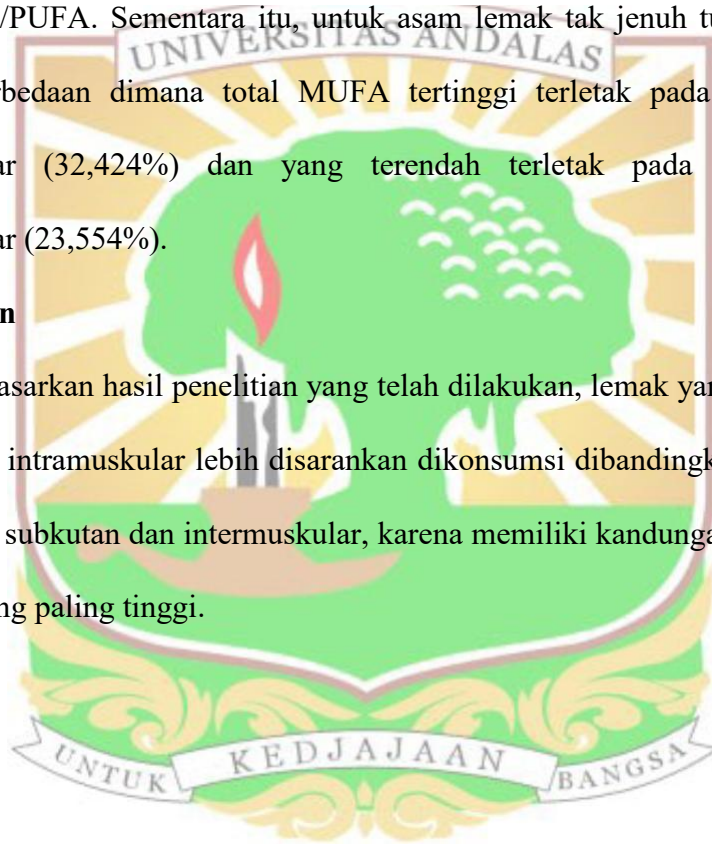 /PUFA. Sementara itu, untuk asam lemak tak jenuh tu
UNIVERSITAS ANDALAS
rbedaan dimana total MUFA tertinggi terletak pada
ar (32,424%) dan yang terendah terletak pada
ar (23,554%).
n
asarkan hasil penelitian yang telah dilakukan, lemak yan
intramuskular lebih disarankan dikonsumsi dibandingk
subkutan dan intermuskular, karena memiliki kandunga
ng paling tinggi.
UNTUK KEDJAJAAN BANGSA